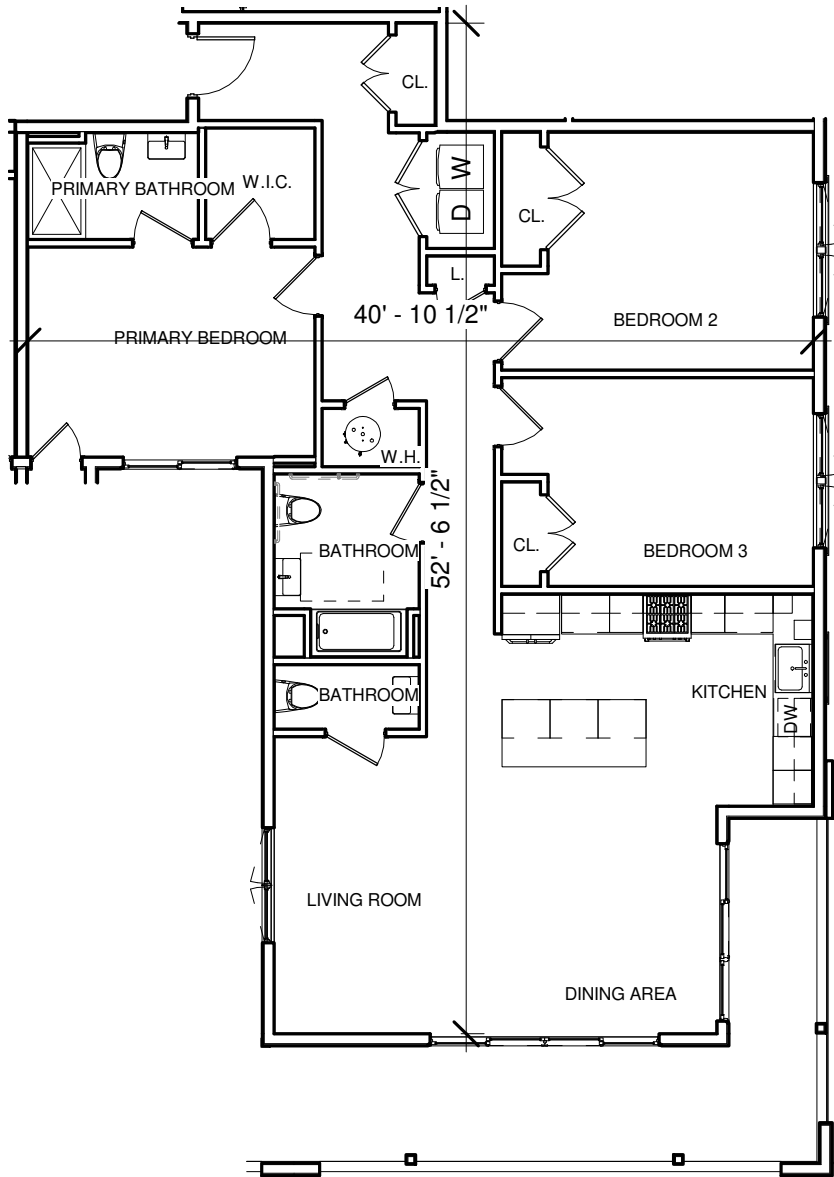 CL.
W
D
PRIMARY BATHROOM
W.I.C.
CL.
L.
40' - 10 1/2"
BEDROOM 2
PRIMARY BEDROOM
W.H.
52' - 6 1/2"
BATHROOM
CL.
BEDROOM 3
BATHROOM
KITCHEN
DW
LIVING ROOM
DINING AREA